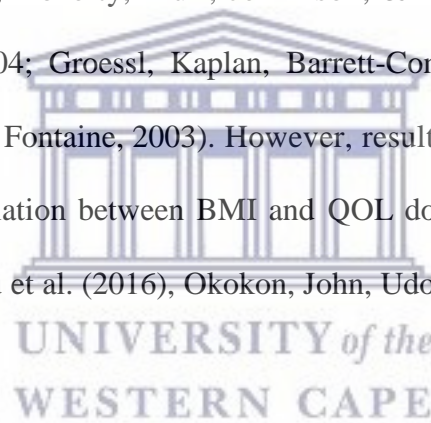 04; Groessl, Kaplan, Barrett-Con
Fontaine, 2003). However, result
lation between BMI and QOL do
et al. (2016), Okokon, John, Udo
UNIVERSITY of the
WESTERN CAPE